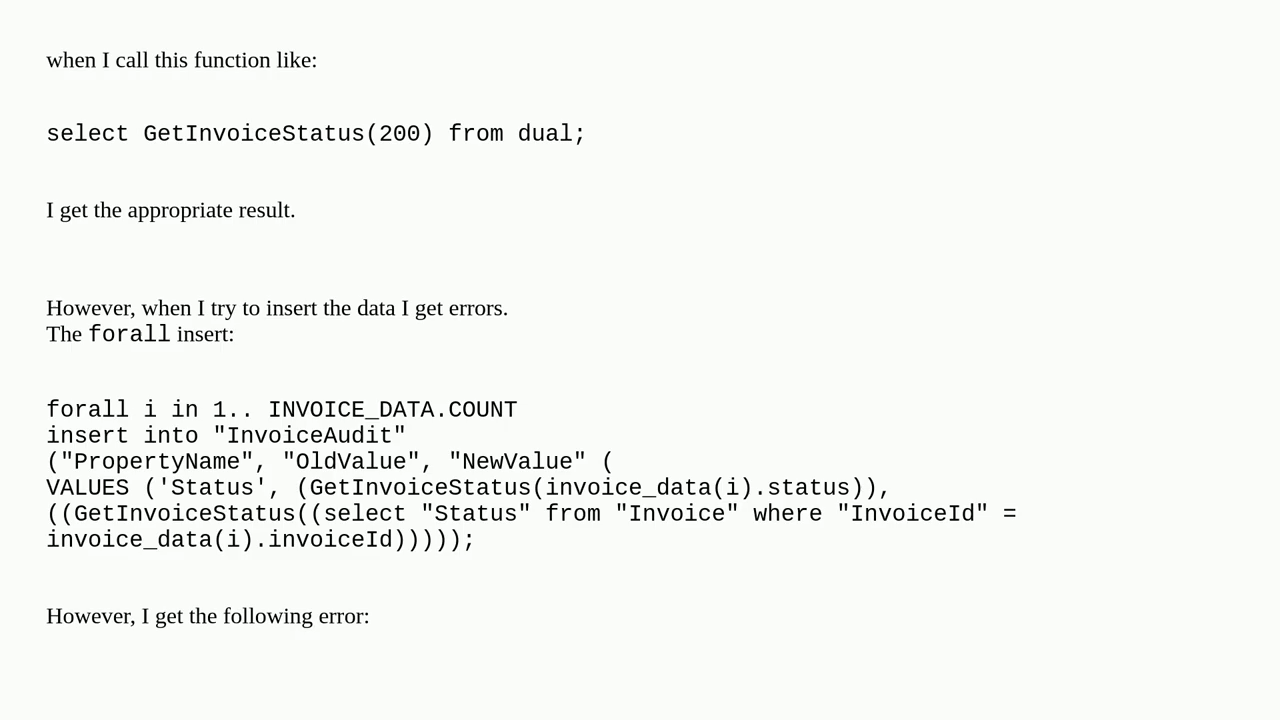 when I call this function like:
select GetInvoiceStatus(200) from dual;
I get the appropriate result.
However, when I try to insert the data I get errors.
The forall insert:
forall i in 1.. INVOICE_DATA.COUNT
insert into "InvoiceAudit"
("PropertyName", "OldValue", "NewValue" (
VALUES ('Status', (GetInvoiceStatus(invoice_data(i).status)),
((GetInvoiceStatus((select "Status" from "Invoice" where "InvoiceId" =
invoice_data(i).invoiceId)))));
However, I get the following error: